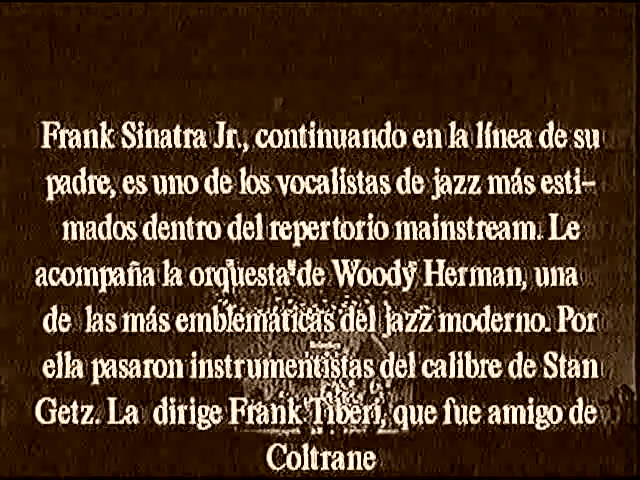 Frank Sinatra Jr., continuando en la línea de su
padre, es uno de los vocalistas de jazz más esti-
mados dentro del repertorio mainstream. Le
acompaña la orquesta de Woody Herman, una
de las más emblemáticas del jazz moderno. Por
ella pasaron instrumentistas del calibre de Stan
Getz. La dirige Frank Tiberi, que fue amigo de
Coltrane